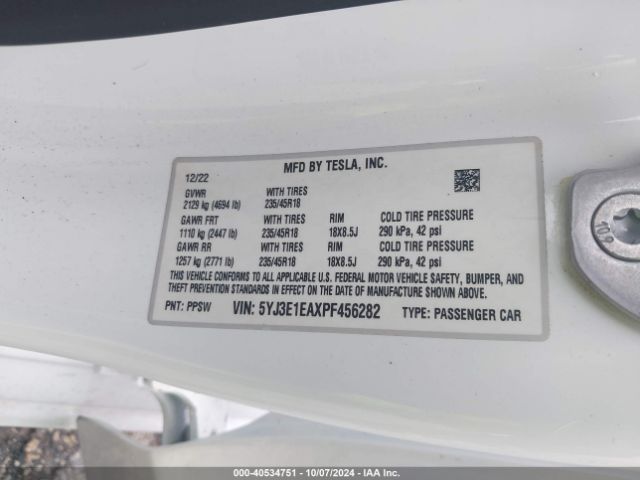 MFD BY TESLA, INC.
12/22
GVWR WITH TIRES
2129 kg (4694 lb) 235/45R18
GAWR FRT WITH TIRES RIM COLD TIRE PRESSURE
1110 kg (2447 lb) 235/45R18 18X8.5J 290 kPa, 42 psi
GAWR RR WITH TIRES RIM COLD TIRE PRESSURE
1257 kg (2771 lb) 235/45R18 18X8.5J 290 kPa, 42 psi
THIS VEHICLE CONFORMS TO ALL APPLICABLE U.S. FEDERAL MOTOR VEHICLE SAFETY, BUMPER, AND
THEFT PREVENTION STANDARDS IN EFFECT ON THE DATE OF MANUFACTURE SHOWN ABOVE.
PNT: PPSW VIN: 5YJ3E1EAXPF456282 TYPE: PASSENGER CAR
10.9
000-40534751 - 10/07/2024 - IAA Inc.